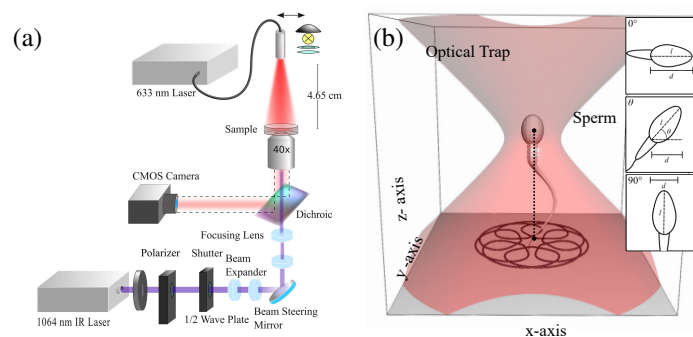 (a)
633 nm Laser
4.65 cm
Sample
40x
CMOS Camera
Dichroic
Focusing Lens
Polarizer
Shutter
Beam
Expander
1064 nm IR Laser
1/2 Wave Plate
Beam Steering
Mirror
(b)
Optical Trap
Sperm
z- axis
y-axis
x-axis
0°
l
d
θ
l
θ
d
90°
d
l